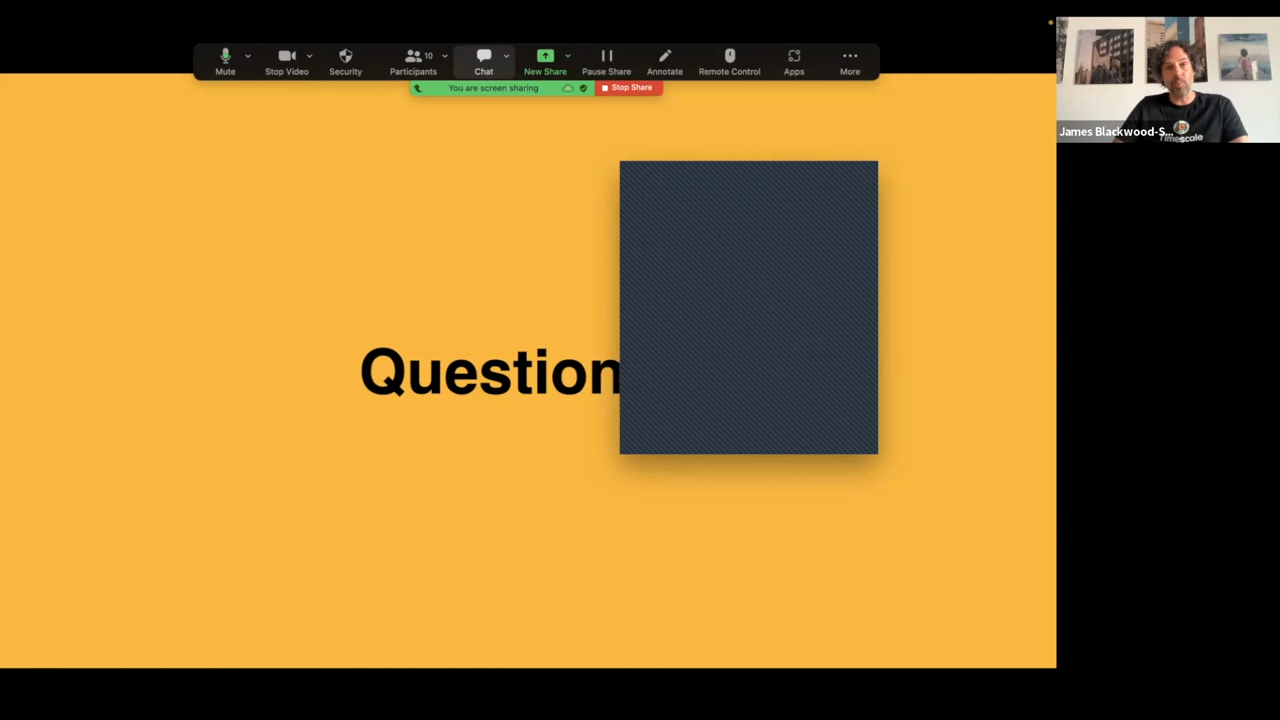 Mute
Stop Video
Security
Participants
10
Chat
New Share
Pause Share
Annotate
Remote Control
Apps
More
You are screen sharing
Stop Share
James Blackwood-S...
Timescale
Question